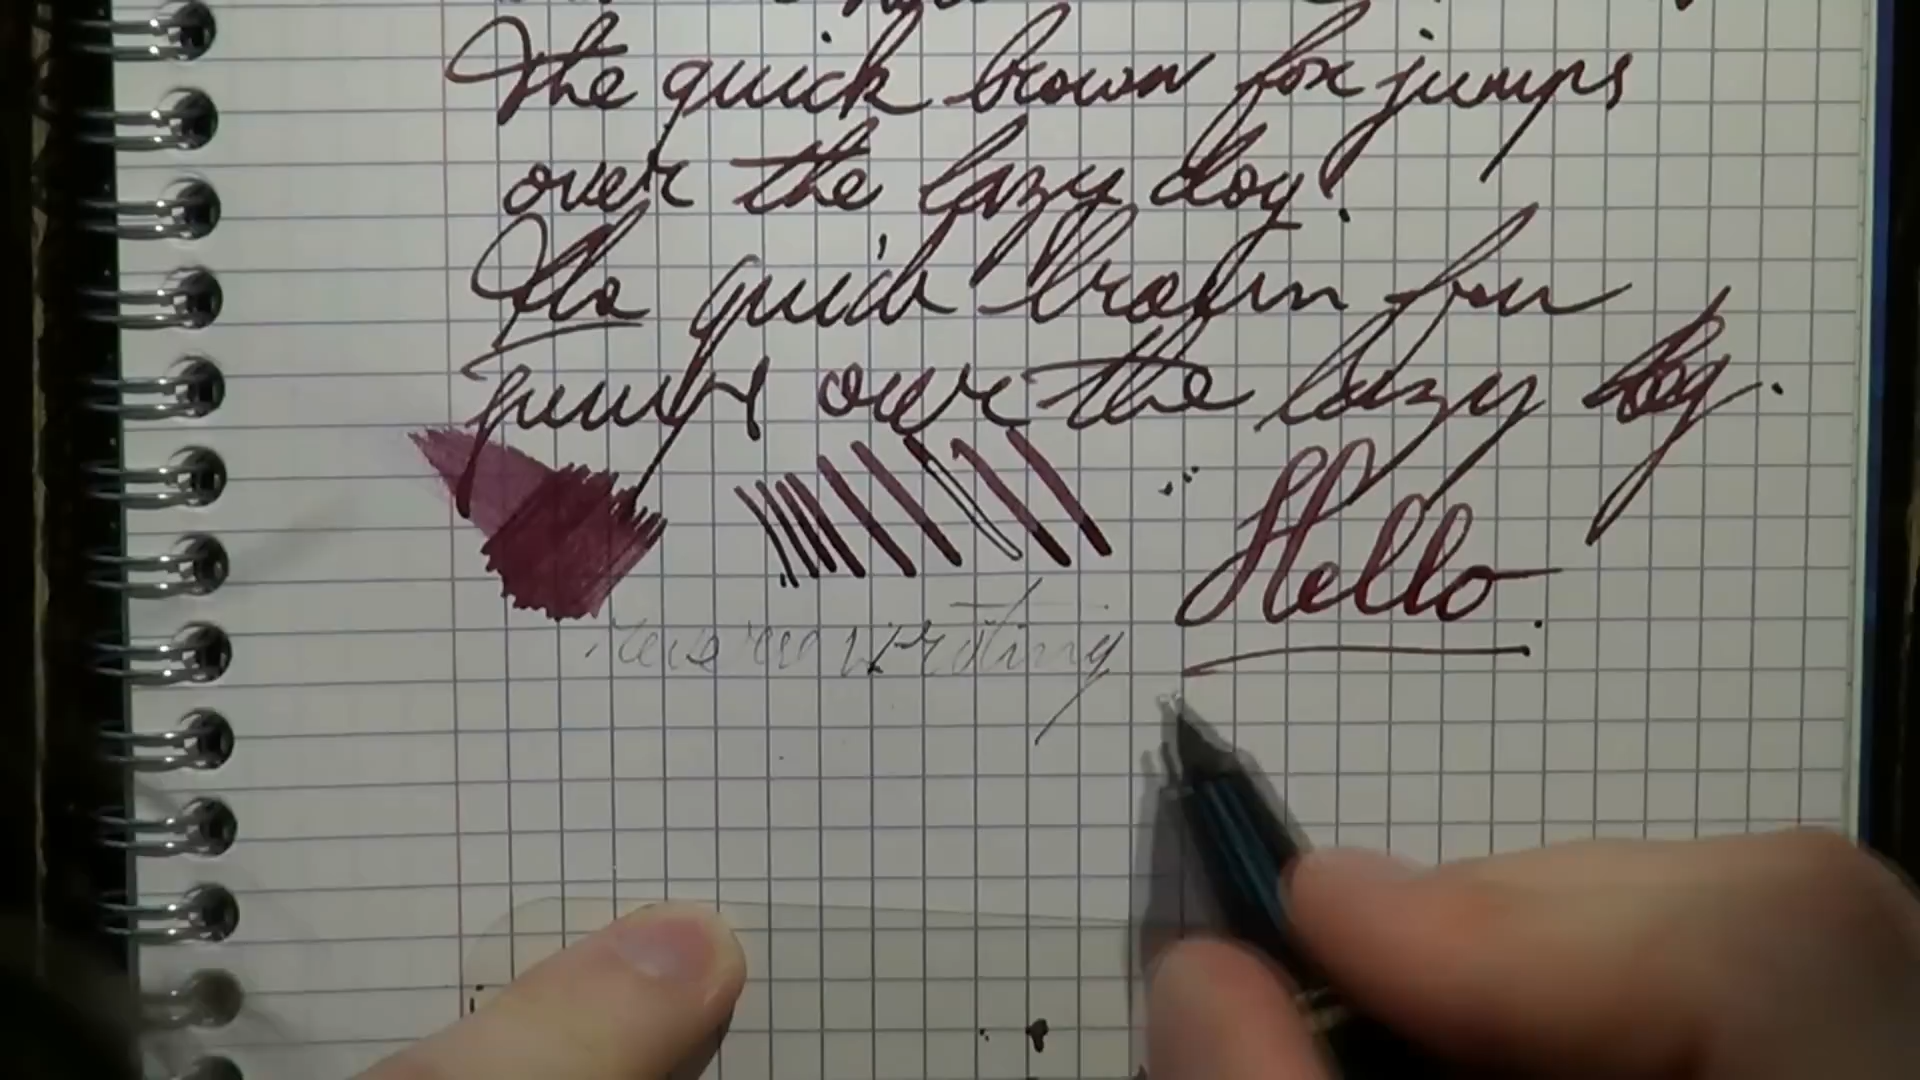 The quick brown fox jumps
over the lazy dog!
The quick brown fox
jumps over the lazy dog.
Hello.
reverse writing